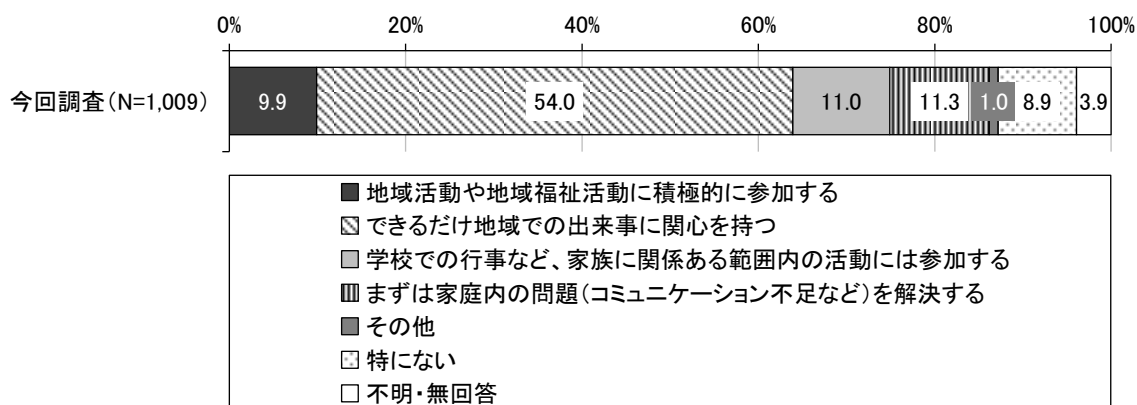 0% 20% 40% 60% 80% 100%
今回調査(N=1,009) 9.9 54.0 11.0 11.3 1.0 8.9 3.9
地域活動や地域福祉活動に積極的に参加する
できるだけ地域での出来事に関心を持つ
学校での行事など、家族に関係ある範囲内の活動には参加する
まずは家庭内の問題(コミュニケーション不足など)を解決する
その他
特にない
不明・無回答